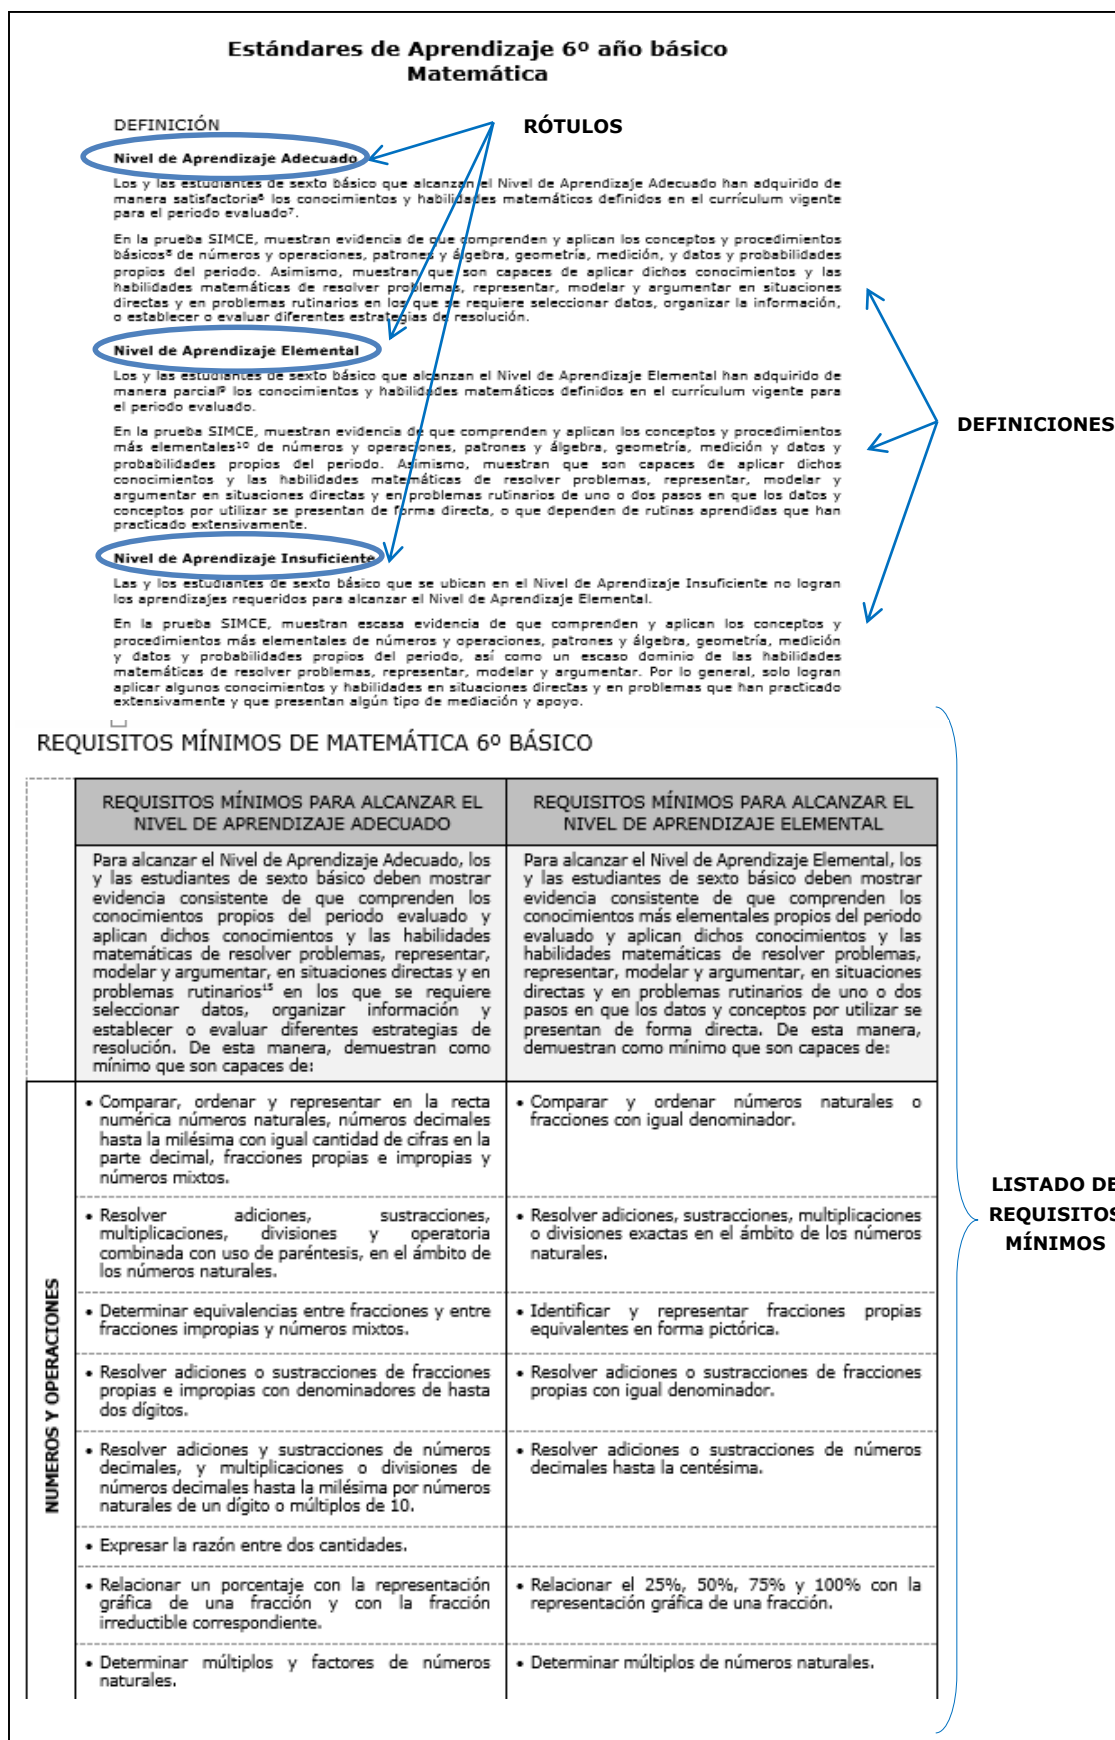 Estándares de Aprendizaje 6º año básico
Matemática
DEFINICIÓN
RÓTULOS
Nivel de Aprendizaje Adecuado
Los y las estudiantes de sexto básico que alcanzan el Nivel de Aprendizaje Adecuado han adquirido de
manera satisfactoria⁶ los conocimientos y habilidades matemáticos definidos en el currículum vigente
para el periodo evaluado⁷.
En la prueba SIMCE, muestran evidencia de que comprenden y aplican los conceptos y procedimientos
básicos⁸ de números y operaciones, patrones y álgebra, geometría, medición, y datos y probabilidades
propios del periodo. Asimismo, muestran que son capaces de aplicar dichos conocimientos y las
habilidades matemáticas de resolver problemas, representar, modelar y argumentar en situaciones
directas y en problemas rutinarios en los que se requiere seleccionar datos, organizar la información,
o establecer o evaluar diferentes estrategias de resolución.
Nivel de Aprendizaje Elemental
Los y las estudiantes de sexto básico que alcanzan el Nivel de Aprendizaje Elemental han adquirido de
manera parcial⁹ los conocimientos y habilidades matemáticos definidos en el currículum vigente para
el periodo evaluado.
DEFINICIONES
En la prueba SIMCE, muestran evidencia de que comprenden y aplican los conceptos y procedimientos
más elementales¹⁰ de números y operaciones, patrones y álgebra, geometría, medición y datos y
probabilidades propios del periodo. Asimismo, muestran que son capaces de aplicar dichos
conocimientos y las habilidades matemáticas de resolver problemas, representar, modelar y
argumentar en situaciones directas y en problemas rutinarios de uno o dos pasos en que los datos y
conceptos por utilizar se presentan de forma directa, o que dependen de rutinas aprendidas que han
practicado extensivamente.
Nivel de Aprendizaje Insuficiente
Las y los estudiantes de sexto básico que se ubican en el Nivel de Aprendizaje Insuficiente no logran
los aprendizajes requeridos para alcanzar el Nivel de Aprendizaje Elemental.
En la prueba SIMCE, muestran escasa evidencia de que comprenden y aplican los conceptos y
procedimientos más elementales de números y operaciones, patrones y álgebra, geometría, medición
y datos y probabilidades propios del periodo, así como un escaso dominio de las habilidades
matemáticas de resolver problemas, representar, modelar y argumentar. Por lo general, solo logran
aplicar algunos conocimientos y habilidades en situaciones directas y en problemas que han practicado
extensivamente y que presentan algún tipo de mediación y apoyo.
REQUISITOS MÍNIMOS DE MATEMÁTICA 6º BÁSICO
REQUISITOS MÍNIMOS PARA ALCANZAR EL
NIVEL DE APRENDIZAJE ADECUADO
REQUISITOS MÍNIMOS PARA ALCANZAR EL
NIVEL DE APRENDIZAJE ELEMENTAL
Para alcanzar el Nivel de Aprendizaje Adecuado, los
y las estudiantes de sexto básico deben mostrar
evidencia consistente de que comprenden los
conocimientos propios del periodo evaluado y
aplican dichos conocimientos y las habilidades
matemáticas de resolver problemas, representar,
modelar y argumentar, en situaciones directas y en
problemas rutinarios¹⁵ en los que se requiere
seleccionar datos, organizar información y
establecer o evaluar diferentes estrategias de
resolución. De esta manera, demuestran como
mínimo que son capaces de:
Para alcanzar el Nivel de Aprendizaje Elemental, los
y las estudiantes de sexto básico deben mostrar
evidencia consistente de que comprenden los
conocimientos más elementales propios del periodo
evaluado y aplican dichos conocimientos y las
habilidades matemáticas de resolver problemas,
representar, modelar y argumentar, en situaciones
directas y en problemas rutinarios de uno o dos
pasos en que los datos y conceptos por utilizar se
presentan de forma directa. De esta manera,
demuestran como mínimo que son capaces de:
NUMEROS Y OPERACIONES
• Comparar, ordenar y representar en la recta
numérica números naturales, números decimales
hasta la milésima con igual cantidad de cifras en la
parte decimal, fracciones propias e impropias y
números mixtos.
• Comparar y ordenar números naturales o
fracciones con igual denominador.
• Resolver adiciones, sustracciones,
multiplicaciones, divisiones y operatoria
combinada con uso de paréntesis, en el ámbito de
los números naturales.
• Resolver adiciones, sustracciones, multiplicaciones
o divisiones exactas en el ámbito de los números
naturales.
LISTADO DE
REQUISITOS
MÍNIMOS
• Determinar equivalencias entre fracciones y entre
fracciones impropias y números mixtos.
• Identificar y representar fracciones propias
equivalentes en forma pictórica.
• Resolver adiciones o sustracciones de fracciones
propias e impropias con denominadores de hasta
dos dígitos.
• Resolver adiciones o sustracciones de fracciones
propias con igual denominador.
• Resolver adiciones y sustracciones de números
decimales, y multiplicaciones o divisiones de
números decimales hasta la milésima por números
naturales de un dígito o múltiplos de 10.
• Resolver adiciones o sustracciones de números
decimales hasta la centésima.
• Expresar la razón entre dos cantidades.
• Relacionar un porcentaje con la representación
gráfica de una fracción y con la fracción
irreductible correspondiente.
• Relacionar el 25%, 50%, 75% y 100% con la
representación gráfica de una fracción.
• Determinar múltiplos y factores de números
naturales.
• Determinar múltiplos de números naturales.